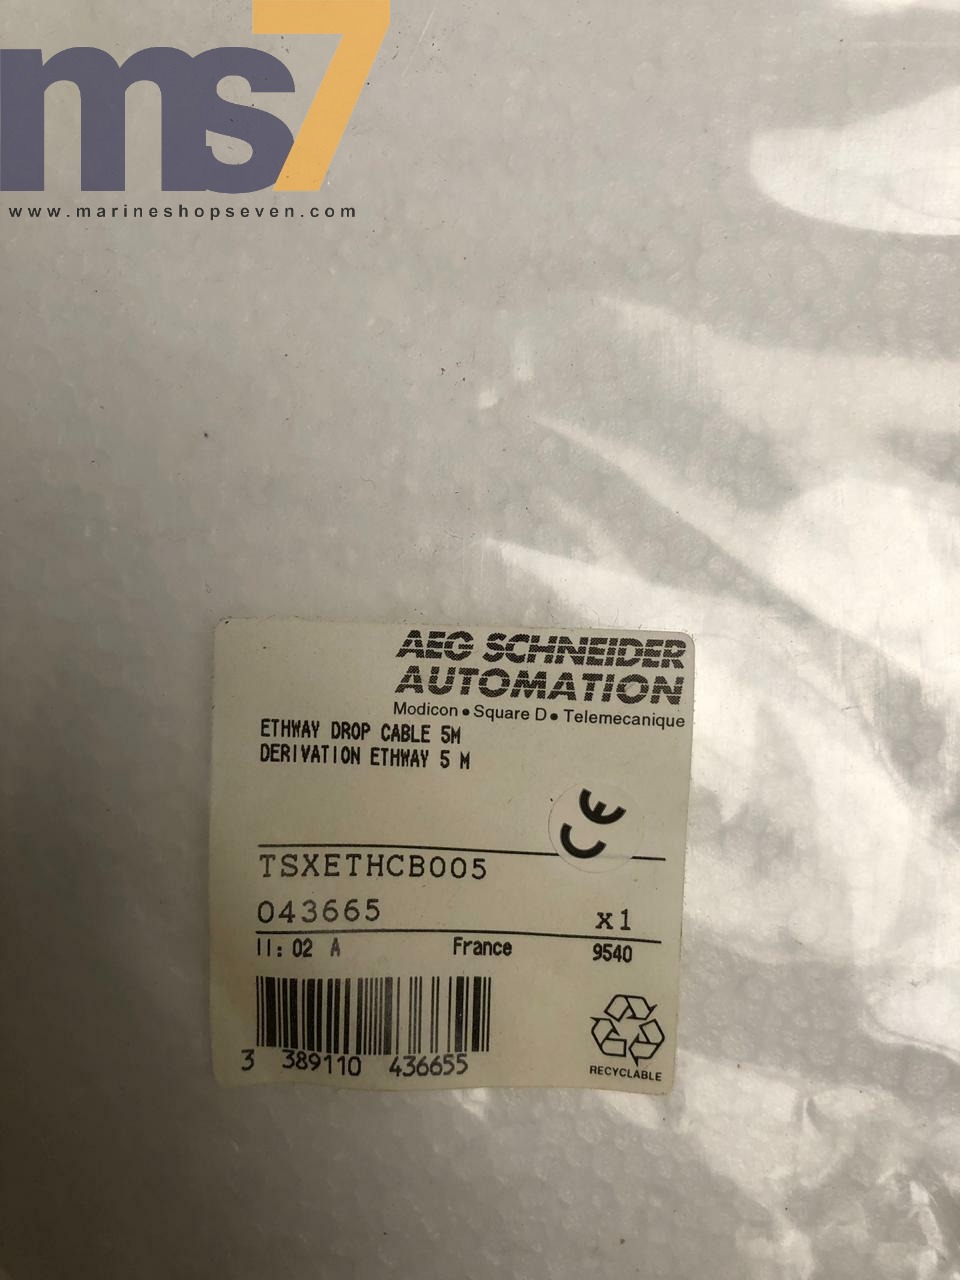 ms7
www.marineshopseven.com
AEG SCHNEIDER
AUTOMATION
Modicon • Square D • Telemecanique
ETHWAY DROP CABLE 5M
DERIVATION ETHWAY 5 M
CE
TSXETHCB005
043665 x1
II: 02 A France 9540
3 389110 436655
RECYCLABLE